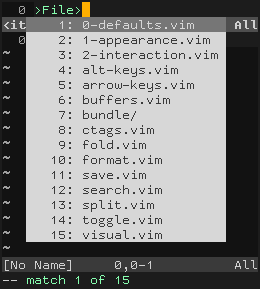 0 >File>
<it 1: 0-defaults.vim All
0 2: 1-appearance.vim
~ 3: 2-interaction.vim
~ 4: alt-keys.vim
~ 5: arrow-keys.vim
~ 6: buffers.vim
~ 7: bundle/
~ 8: ctags.vim
~ 9: fold.vim
~ 10: format.vim
~ 11: save.vim
~ 12: search.vim
~ 13: split.vim
~ 14: toggle.vim
~ 15: visual.vim
~
[No Name] 0,0-1 All
-- match 1 of 15